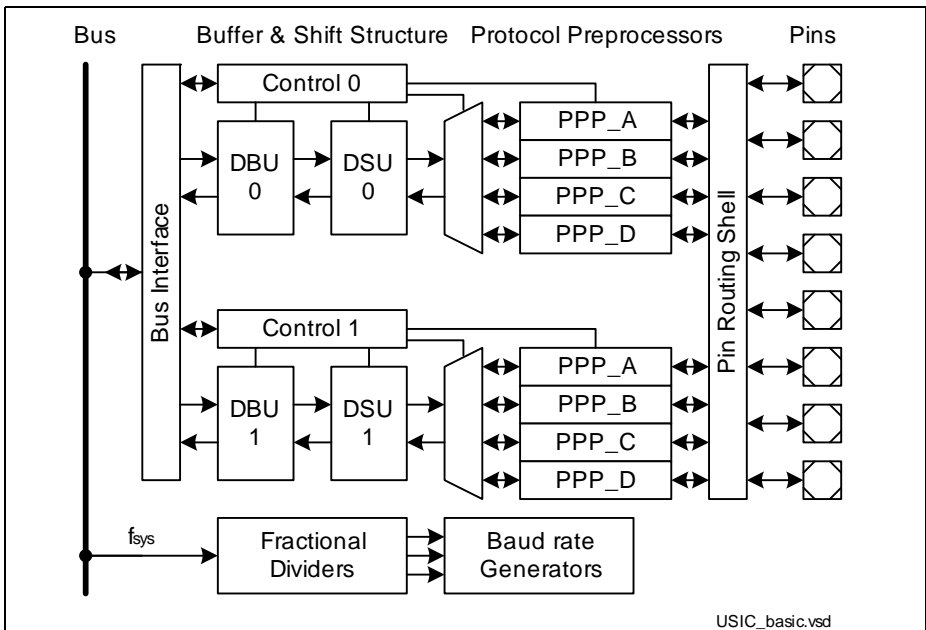 Bus
Buffer & Shift Structure
Protocol Preprocessors
Pins
Bus Interface
Control 0
DBU
0
DSU
0
PPP_A
PPP_B
PPP_C
PPP_D
Pin Routing Shell
Control 1
DBU
1
DSU
1
PPP_A
PPP_B
PPP_C
PPP_D
fsys
Fractional
Dividers
Baud rate
Generators
USIC_basic.vsd